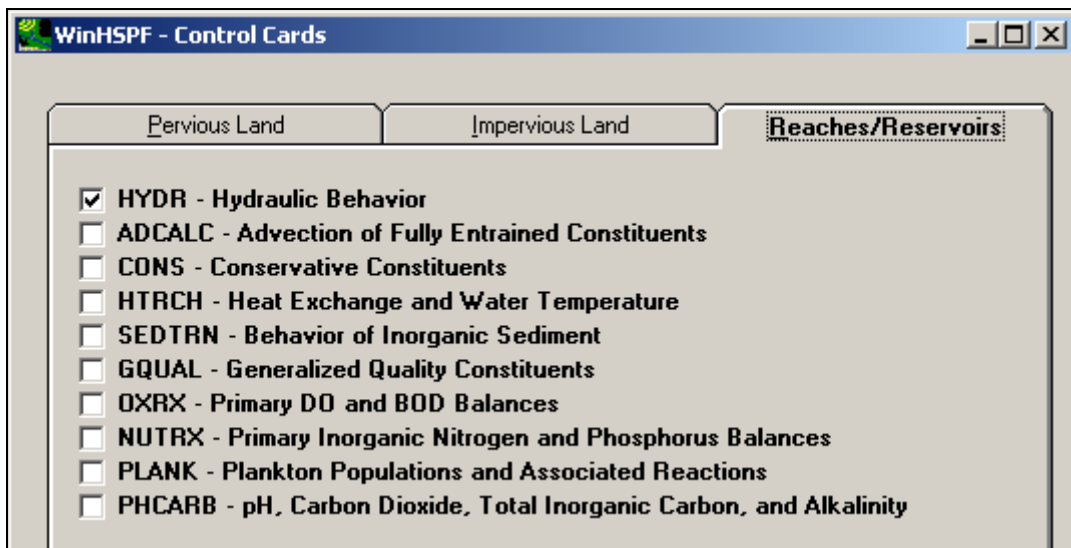 WinHSPF - Control Cards
Pervious Land
Impervious Land
Reaches/Reservoirs
HYDR - Hydraulic Behavior
ADCALC - Advection of Fully Entrained Constituents
CONS - Conservative Constituents
HTRCH - Heat Exchange and Water Temperature
SEDTRN - Behavior of Inorganic Sediment
GQUAL - Generalized Quality Constituents
OXRX - Primary DO and BOD Balances
NUTRX - Primary Inorganic Nitrogen and Phosphorus Balances
PLANK - Plankton Populations and Associated Reactions
PHCARB - pH, Carbon Dioxide, Total Inorganic Carbon, and Alkalinity